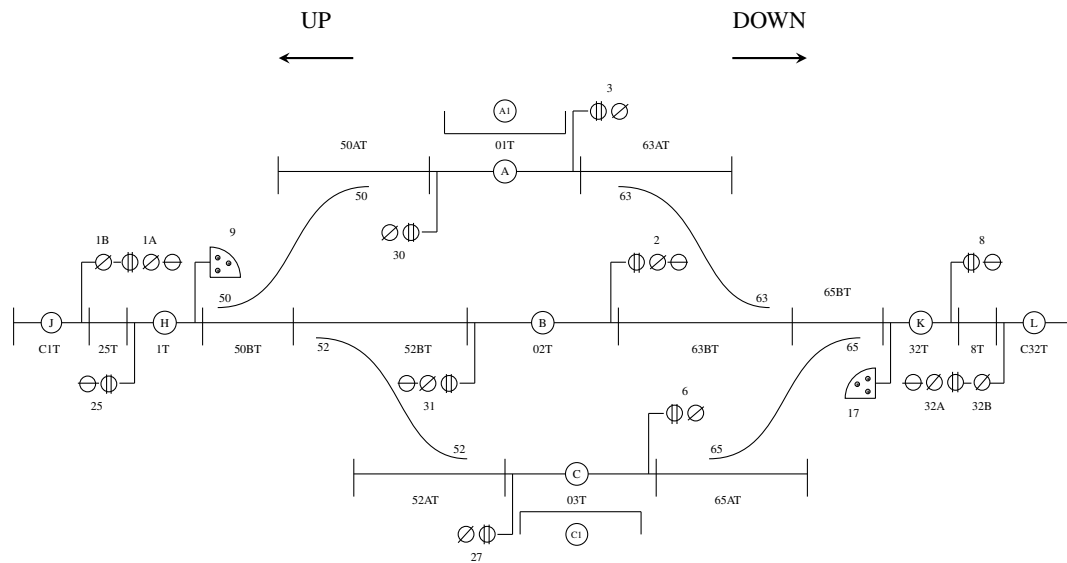 UP DOWN
3
A1
50AT 01T 63AT
A
50 63
1B 1A 9 30 2 8
50 63 65BT
J H B K L
C1T 25T 1T 50BT 52 52BT 02T 63BT 65 32T 8T C32T
25 31 17 32A 32B
6
52 65
C
52AT 03T 65AT
C1
27